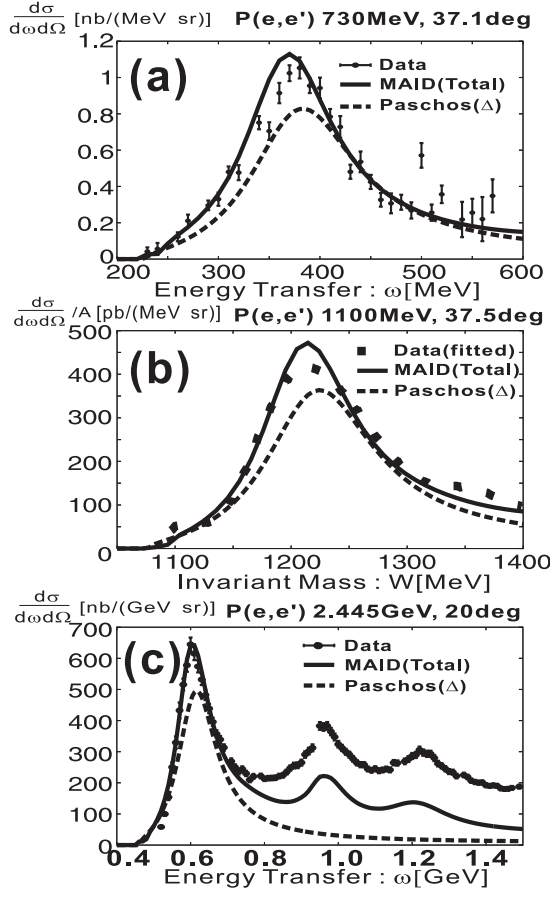 dσ/dωdΩ [nb/(MeV sr)] P(e,e') 730MeV, 37.1deg
(a)
Data
MAID(Total)
Paschos(Δ)
1.2
1
0.8
0.6
0.4
0.2
0
200 300 400 500 600
Energy Transfer : ω[MeV]
dσ/dωdΩ /A [pb/(MeV sr)] P(e,e') 1100MeV, 37.5deg
(b)
Data(fitted)
MAID(Total)
Paschos(Δ)
500
400
300
200
100
0
1100 1200 1300 1400
Invariant Mass : W[MeV]
dσ/dωdΩ [nb/(GeV sr)] P(e,e') 2.445GeV, 20deg
(c)
Data
MAID(Total)
Paschos(Δ)
700
600
500
400
300
200
100
0
0.4 0.6 0.8 1.0 1.2 1.4
Energy Transfer : ω[GeV]